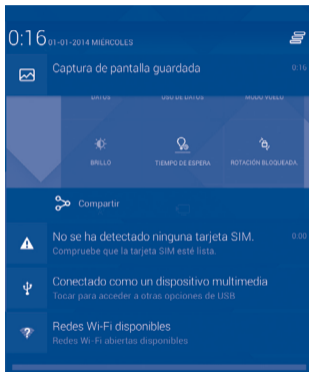 0:16 01-01-2014 MIÉRCOLES
Captura de pantalla guardada 0:16
DATOS USO DE DATOS MODO VUELO
BRILLO TIEMPO DE ESPERA ROTACIÓN BLOQUEADA
Compartir
No se ha detectado ninguna tarjeta SIM. 0:00
Compruebe que la tarjeta SIM esté lista.
Conectado como un dispositivo multimedia
Tocar para acceder a otras opciones de USB
Redes Wi-Fi disponibles
Redes Wi-Fi abiertas disponibles